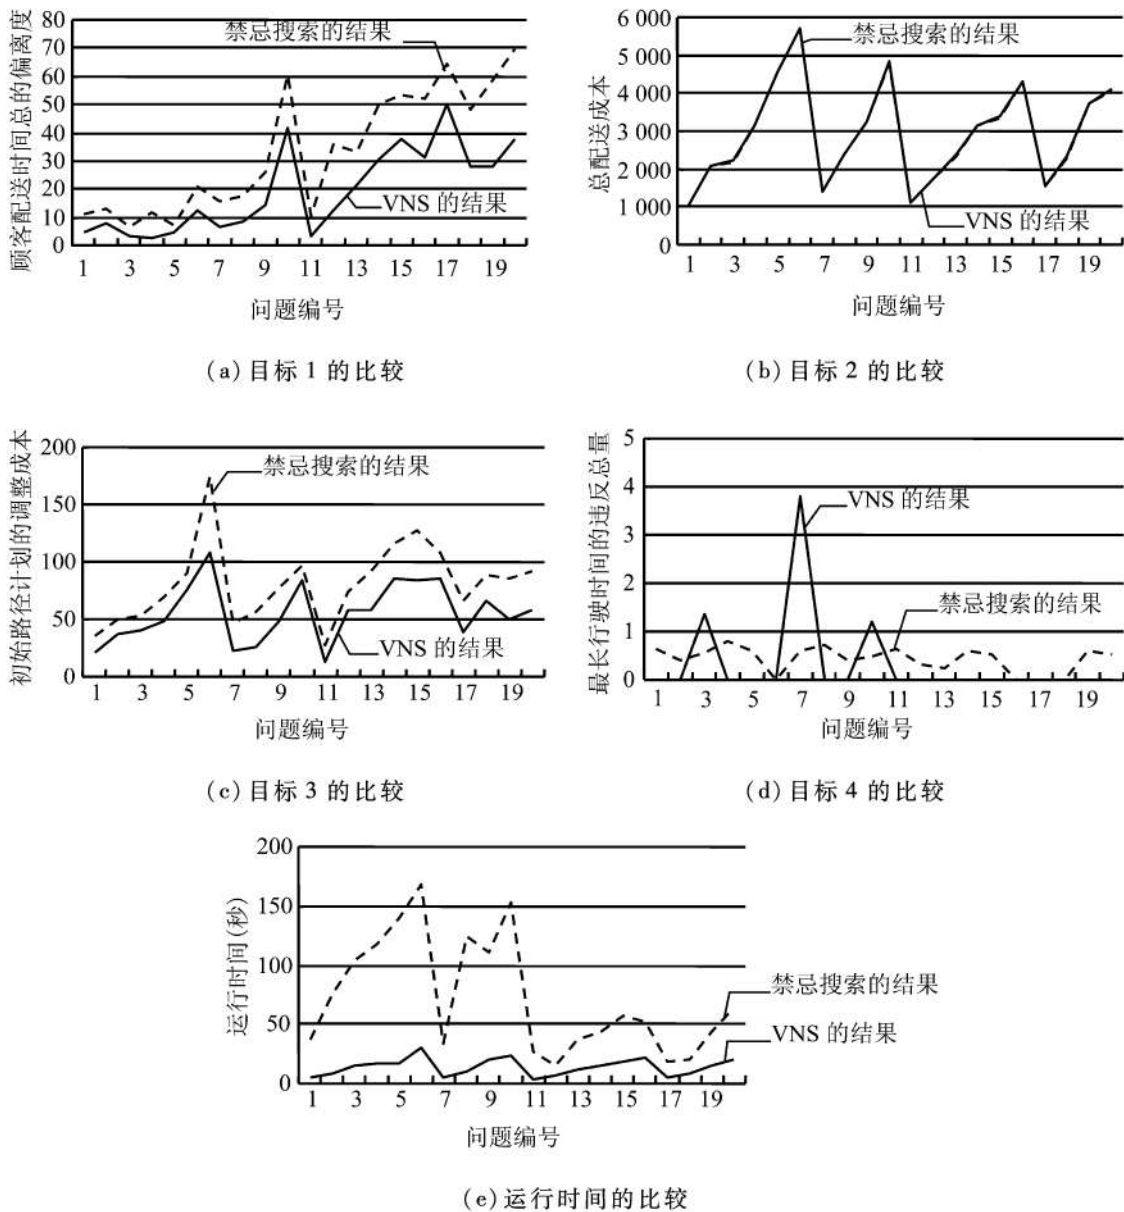 顾客配送时间总的偏离度
80
70
60
50
40
30
20
10
0
禁忌搜索的结果
VNS 的结果
1 3 5 7 9 11 13 15 17 19
问题编号
(a) 目标 1 的比较
总配送成本
6 000
5 000
4 000
3 000
2 000
1 000
0
禁忌搜索的结果
VNS 的结果
1 3 5 7 9 11 13 15 17 19
问题编号
(b) 目标 2 的比较
初始路径计划的调整成本
200
150
100
50
0
禁忌搜索的结果
VNS 的结果
1 3 5 7 9 11 13 15 17 19
问题编号
(c) 目标 3 的比较
最长行驶时间的违反总量
5
4
3
2
1
0
VNS 的结果
禁忌搜索的结果
1 3 5 7 9 11 13 15 17 19
问题编号
(d) 目标 4 的比较
运行时间(秒)
200
150
100
50
0
禁忌搜索的结果
VNS 的结果
1 3 5 7 9 11 13 15 17 19
问题编号
(e) 运行时间的比较